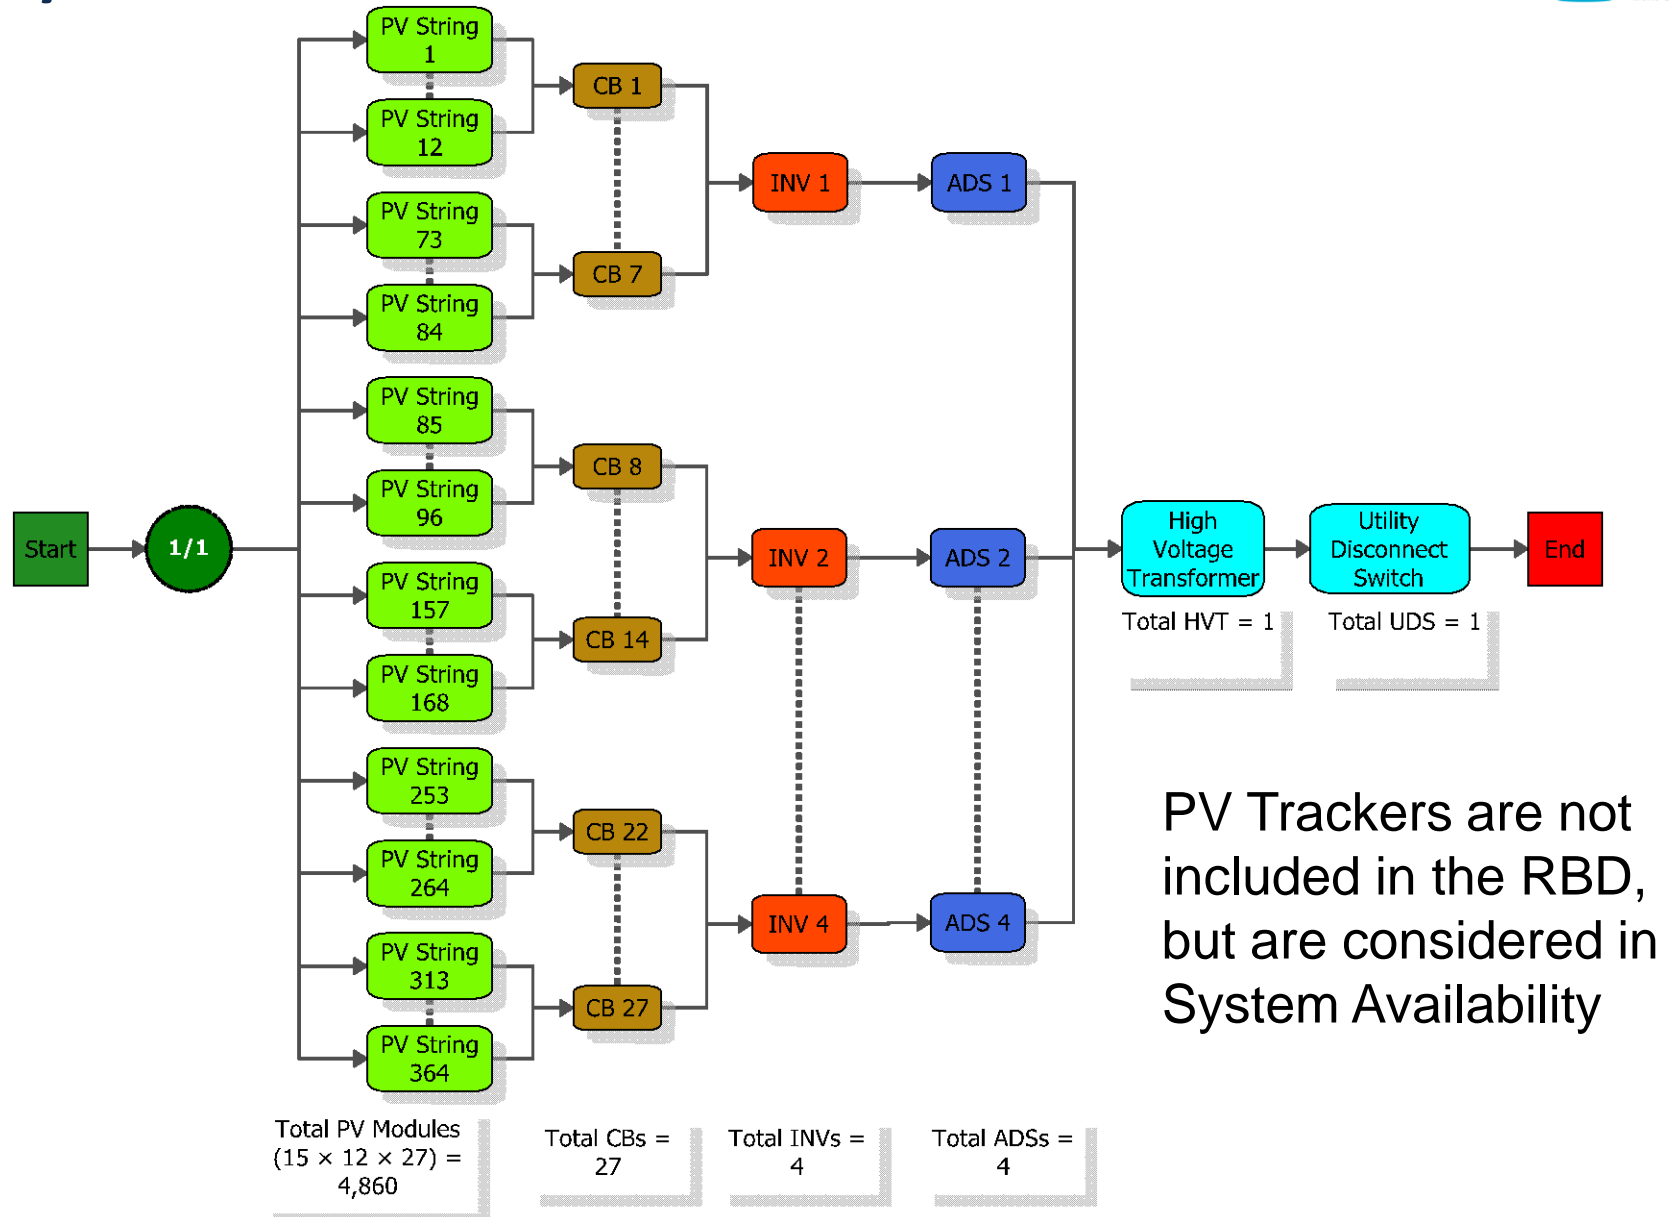 PV String
1
PV String
12
CB 1
PV String
73
PV String
84
CB 7
INV 1
ADS 1
PV String
85
PV String
96
CB 8
Start
1/1
PV String
157
PV String
168
CB 14
INV 2
ADS 2
High
Voltage
Transformer
Utility
Disconnect
Switch
End
Total HVT = 1
Total UDS = 1
PV String
253
PV String
264
CB 22
PV String
313
PV String
364
CB 27
INV 4
ADS 4
PV Trackers are not
included in the RBD,
but are considered in
System Availability
Total PV Modules
(15 × 12 × 27) =
4,860
Total CBs =
27
Total INVs =
4
Total ADSs =
4